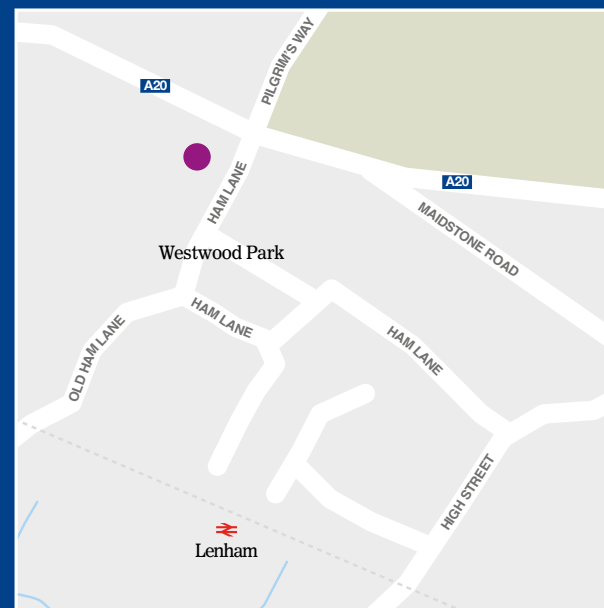 PILGRIM'S WAY
A20
HAM LANE
A20
MAIDSTONE ROAD
Westwood Park
HAM LANE
OLD HAM LANE
HAM LANE
HIGH STREET
Lenham